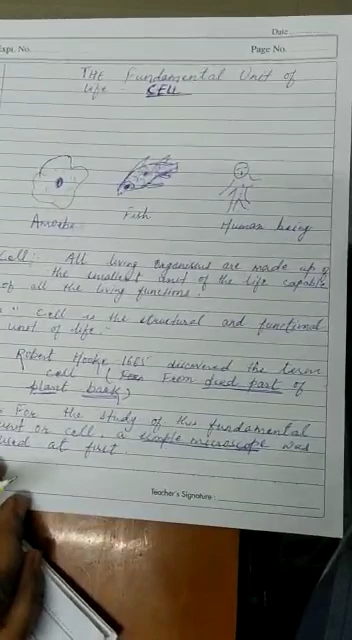 Date
Expt. No.
Page No.
THE Fundamental Unit of
Life - CELL
Amoeba
Fish
Human being
Cell: All living organisms are made up of
the smallest unit of the life capable
of all the living functions.
" Cell is the structural and functional
unit of life."
Robert Hooke 1665 discovered the term
cell ( From dead part of
plant bark)
For the study of this fundamental
unit or cell, a simple microscope was
used at first.
Teacher's Signature :